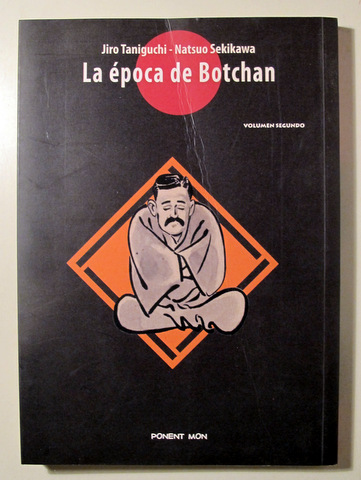 Jiro Taniguchi - Natsuo Sekikawa
La época de Botchan
VOLUMEN SEGUNDO
PONENT MON